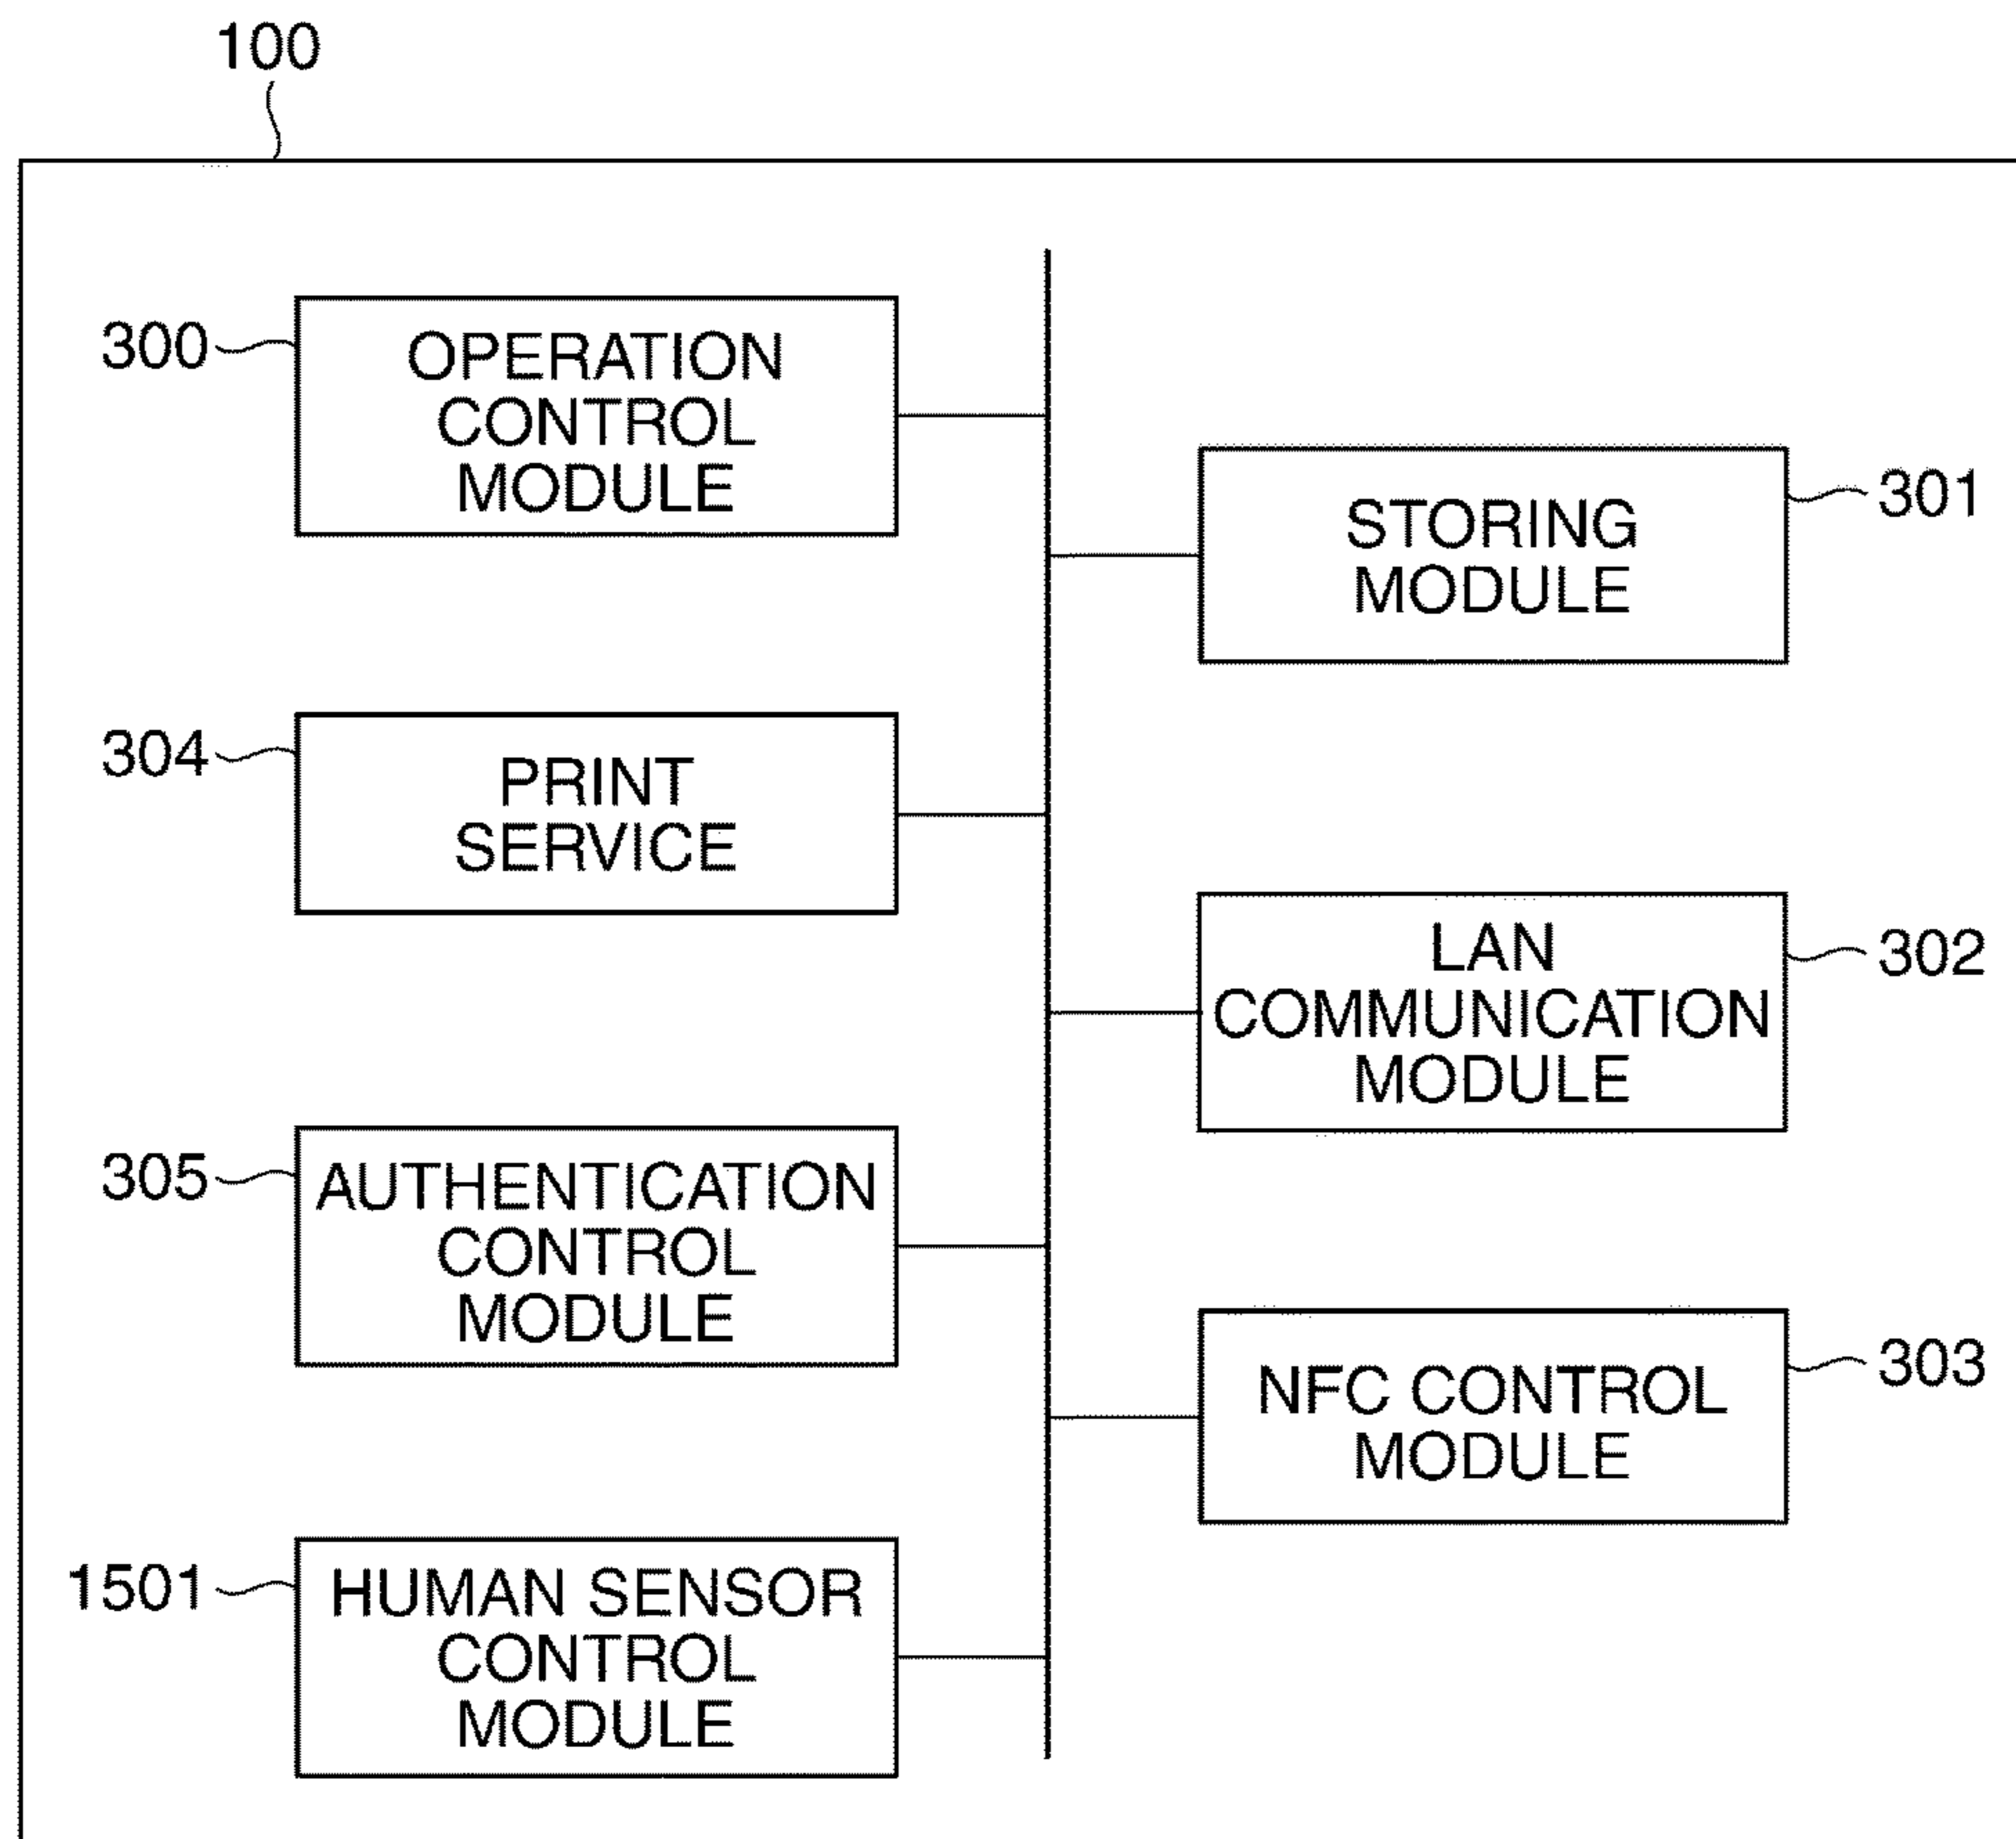 100
300
OPERATION
CONTROL
MODULE
STORING
MODULE
301
304
PRINT
SERVICE
LAN
COMMUNICATION
MODULE
302
305
AUTHENTICATION
CONTROL
MODULE
NFC CONTROL
MODULE
303
1501
HUMAN SENSOR
CONTROL
MODULE